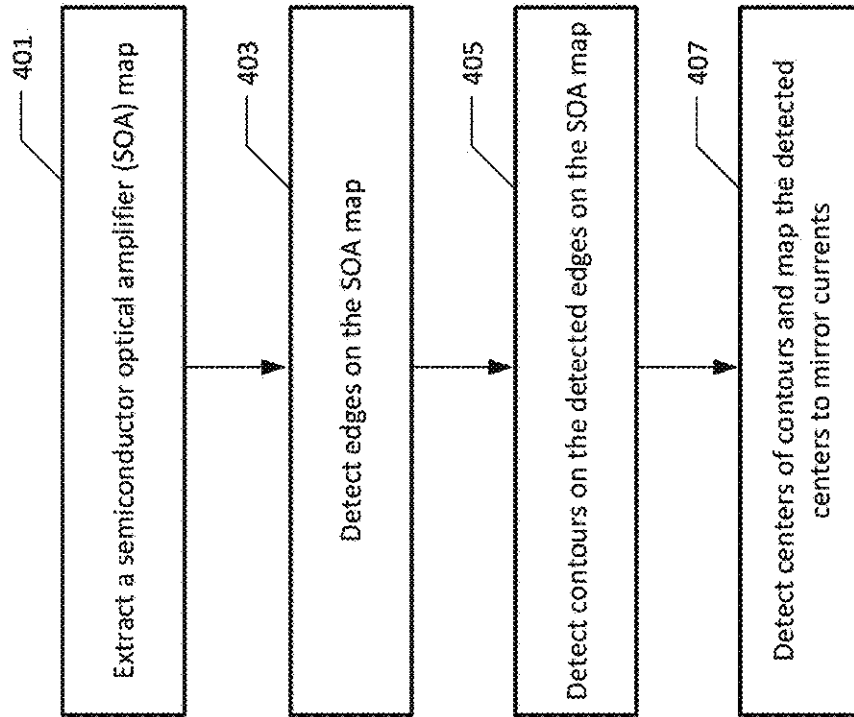 401
Extract a semiconductor optical amplifier (SOA) map
403
Detect edges on the SOA map
405
Detect contours on the detected edges on the SOA map
407
Detect centers of contours and map the detected
centers to mirror currents